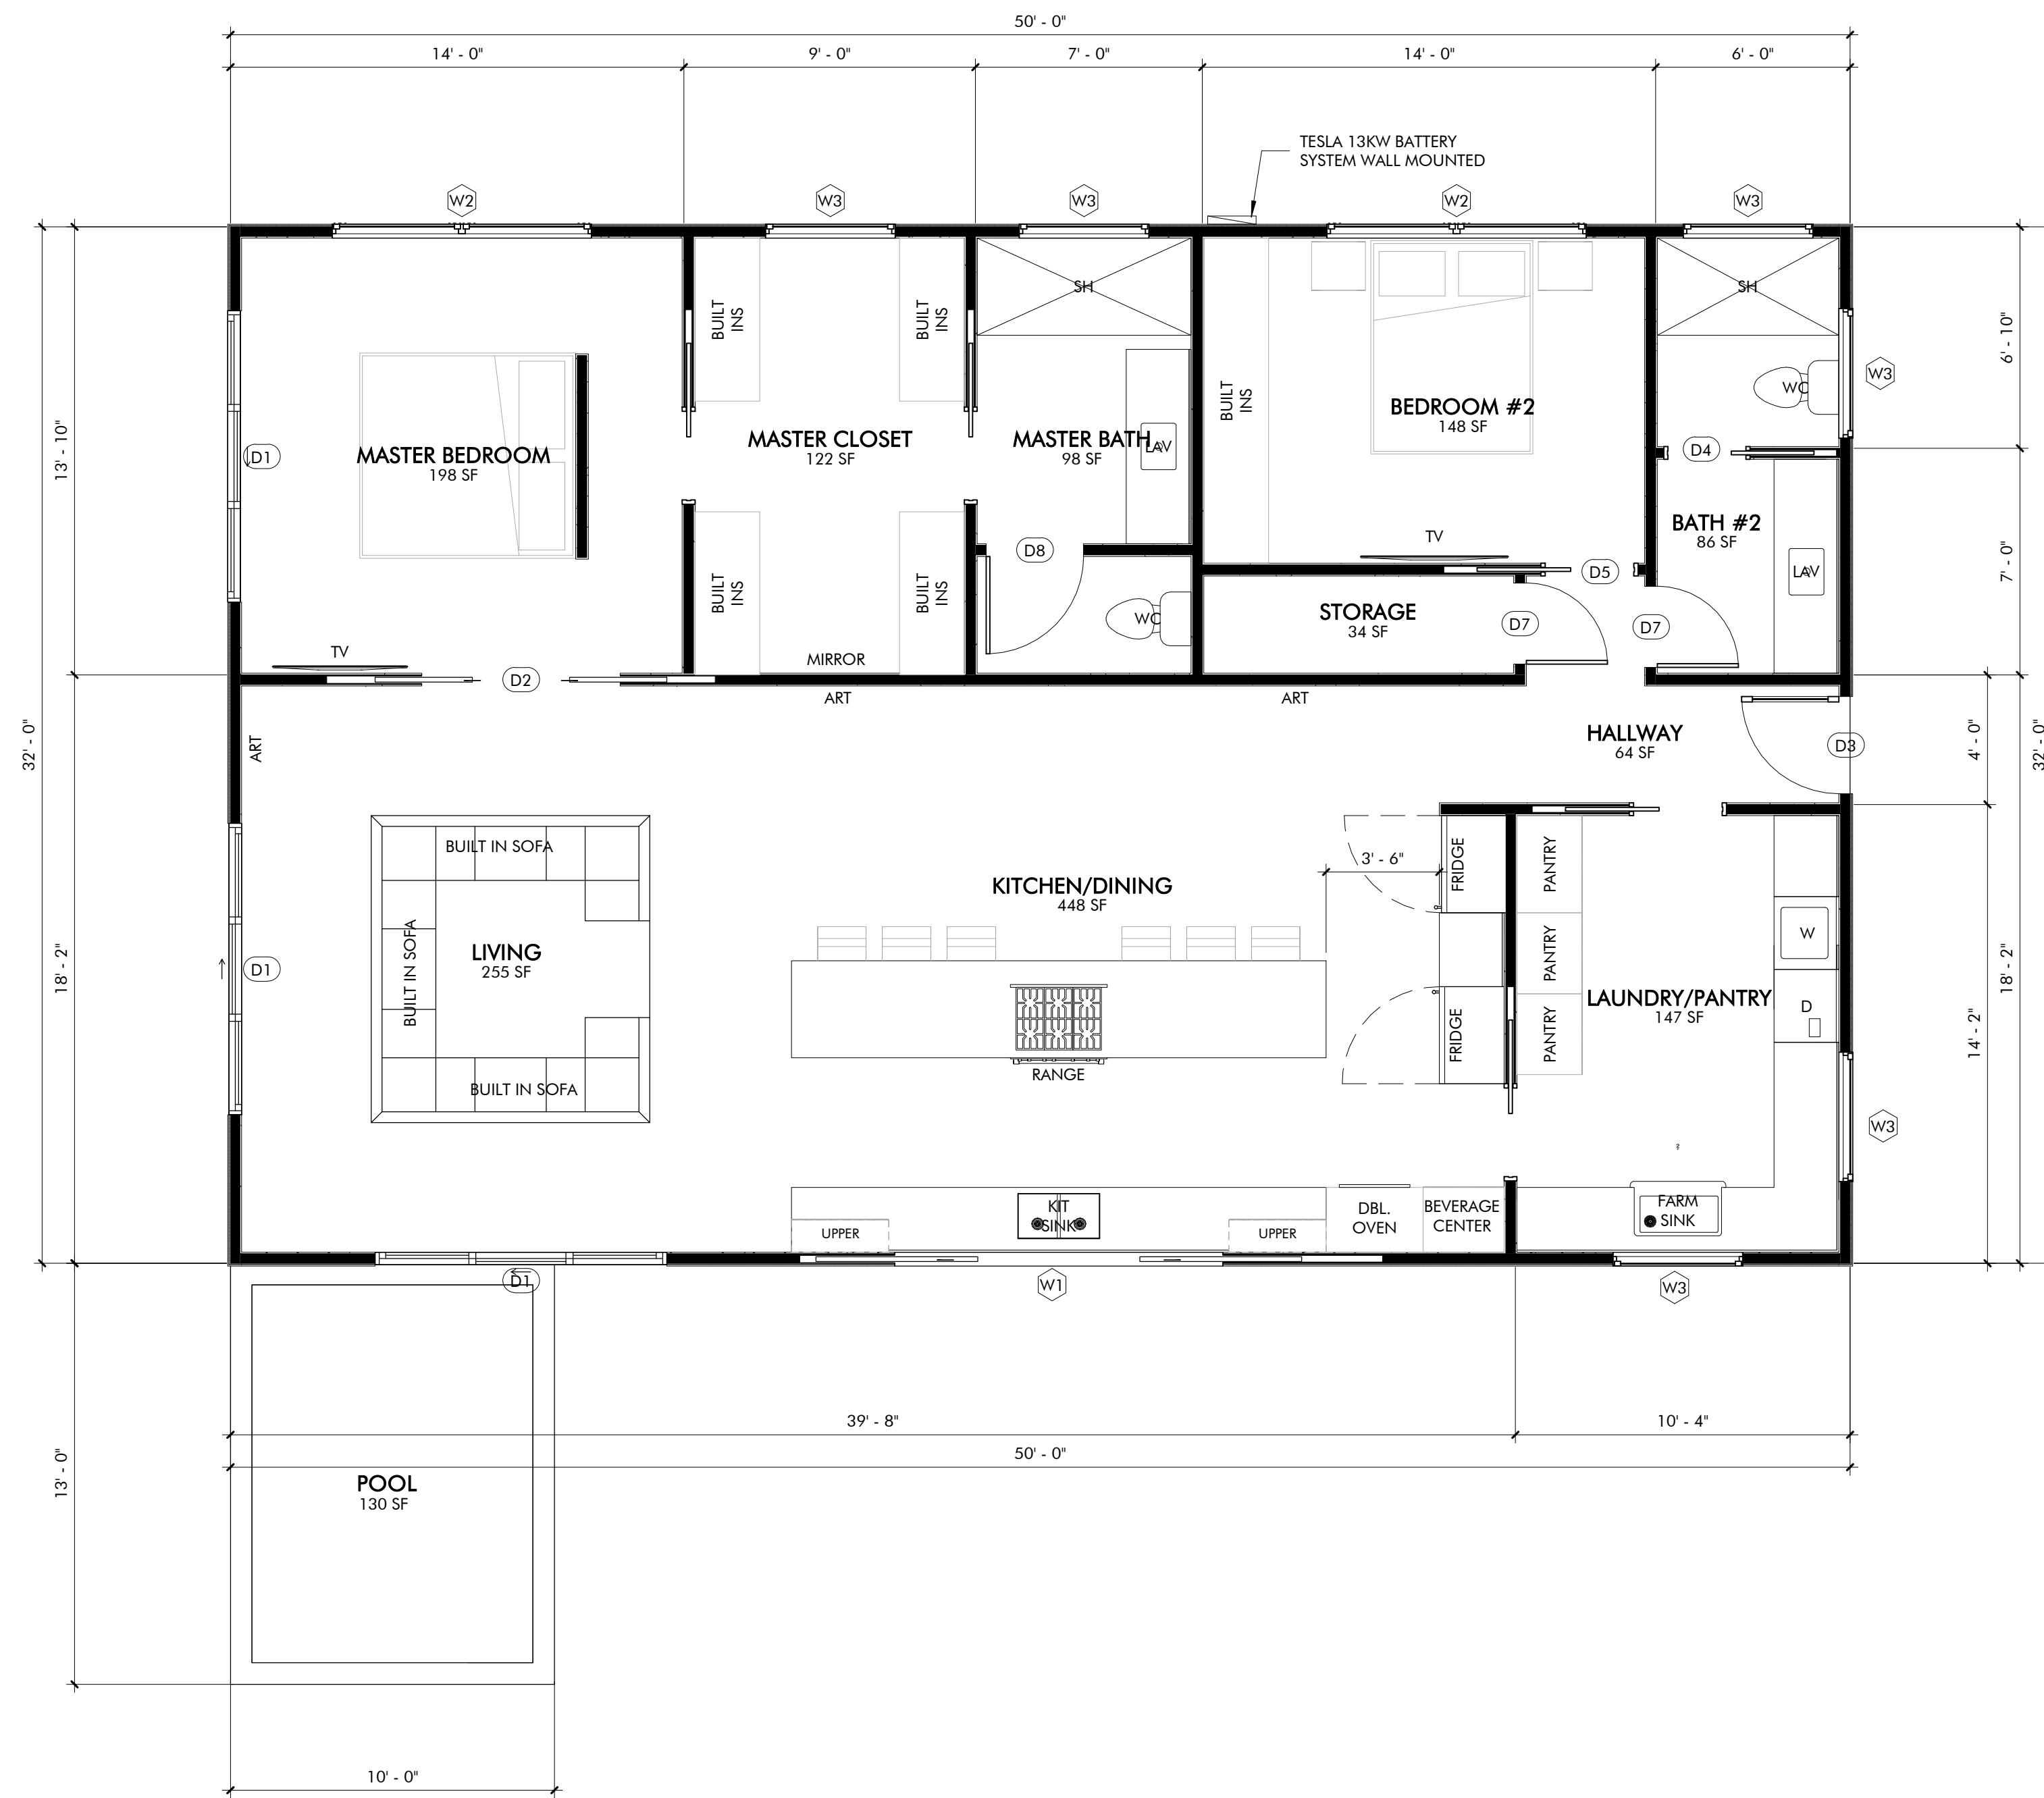 50' - 0"
14' - 0"
9' - 0"
7' - 0"
14' - 0"
6' - 0"
TESLA 13KW BATTERY
SYSTEM WALL MOUNTED
W2
W3
W3
W2
W3
SH
SH
BUILT
INS
BUILT
INS
BUILT
INS
6' - 10"
W3
WC
BEDROOM #2
148 SF
MASTER BEDROOM
198 SF
D1
13' - 10"
MASTER CLOSET
122 SF
MASTER BATH
98 SF
LAV
D4
BATH #2
86 SF
TV
D8
D5
LAV
7' - 0"
BUILT
INS
BUILT
INS
STORAGE
34 SF
D7
D7
WC
TV
MIRROR
D2
ART
ART
ART
HALLWAY
64 SF
D3
4' - 0"
32' - 0"
32' - 0"
BUILT IN SOFA
3' - 6"
FRIDGE
PANTRY
KITCHEN/DINING
448 SF
W
BUILT IN SOFA
LIVING
255 SF
D1
18' - 2"
PANTRY
18' - 2"
LAUNDRY/PANTRY
147 SF
D
FRIDGE
PANTRY
14' - 2"
RANGE
BUILT IN SOFA
W3
?
KIT
SINK
UPPER
UPPER
DBL.
OVEN
BEVERAGE
CENTER
FARM
SINK
D1
W1
W3
39' - 8"
10' - 4"
50' - 0"
POOL
130 SF
13' - 0"
10' - 0"